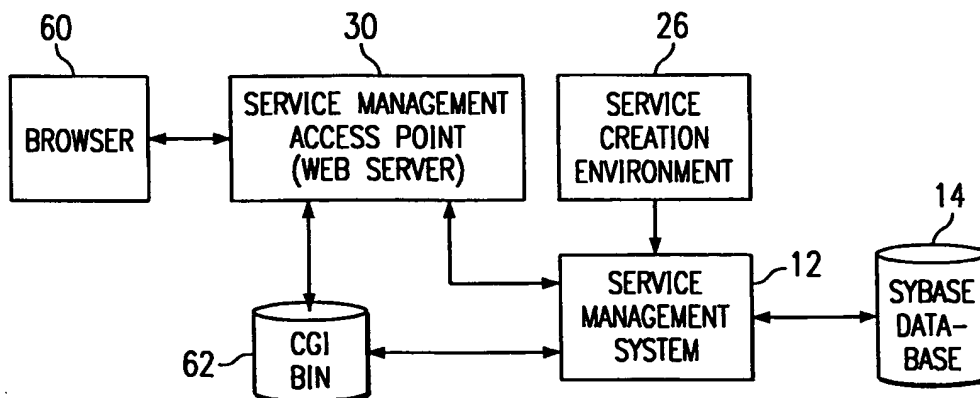 60
30
26
BROWSER
SERVICE MANAGEMENT
ACCESS POINT
(WEB SERVER)
SERVICE
CREATION
ENVIRONMENT
14
12
SERVICE
MANAGEMENT
SYSTEM
SYBASE
DATA-
BASE
62
CGI
BIN